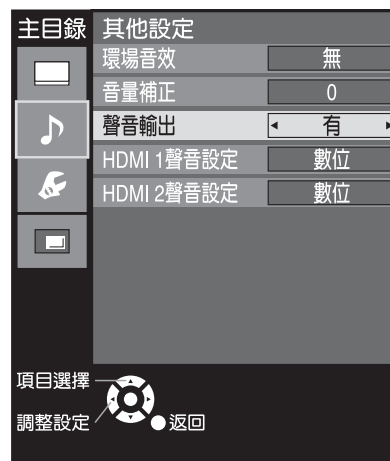 主目錄 其他設定
環場音效 無
音量補正 0
聲音輸出 有
HDMI 1聲音設定 數位
HDMI 2聲音設定 數位
項目選擇
調整設定 返回